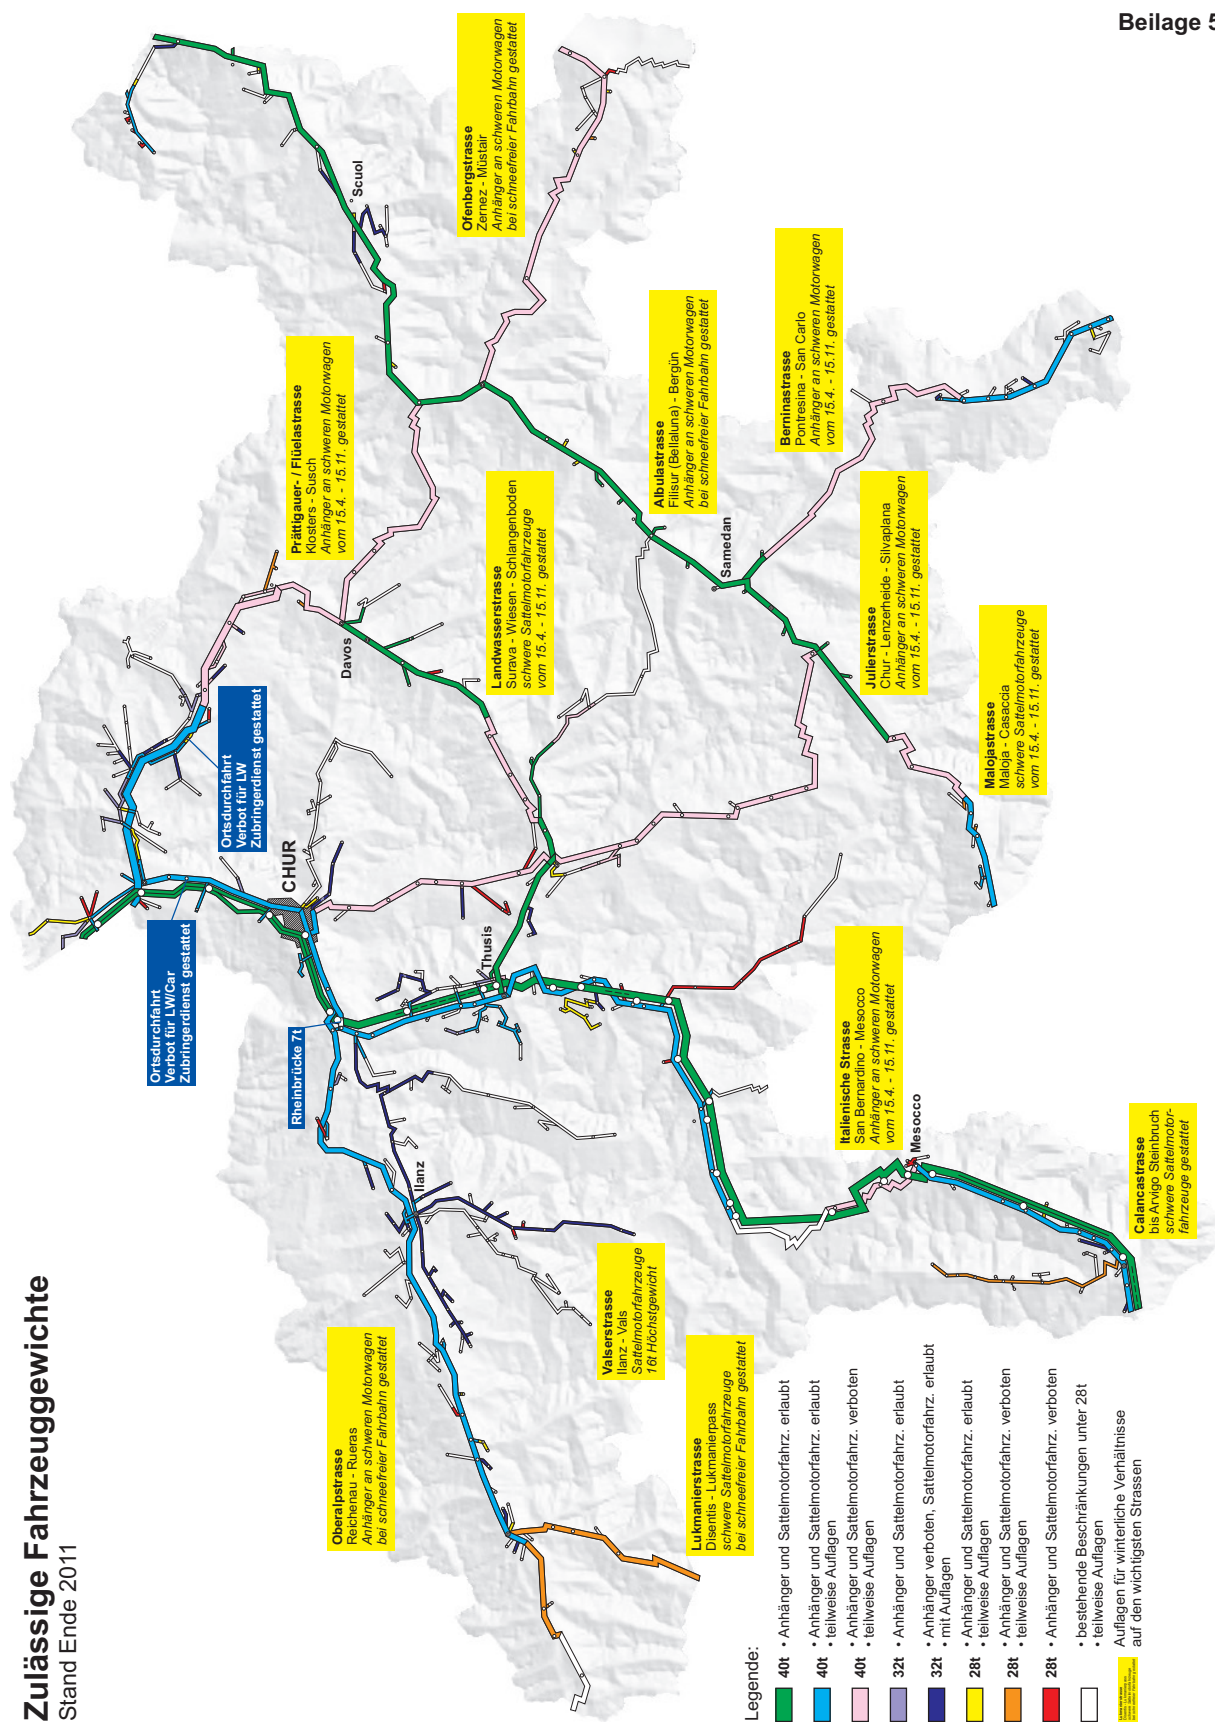 Beilage 5
Zulässige Fahrzeuggewichte
Stand Ende 2011
Ofenbergstrasse
Zernez - Müstair
Anhänger an schweren Motorwagen
bei schneefreier Fahrbahn gestattet
Scuol
Prättigauer- / Flüelastrasse
Klosters - Susch
Anhänger an schweren Motorwagen
vom 15.4. - 15.11. gestattet
Albulastrasse
Filisur (Bellaluna) - Bergün
Anhänger an schweren Motorwagen
bei schneefreier Fahrbahn gestattet
Berninastrasse
Pontresina - San Carlo
Anhänger an schweren Motorwagen
vom 15.4. - 15.11. gestattet
Landwasserstrasse
Surava - Wiesen - Schlangenboden
schwere Sattelmotorfahrzeuge
vom 15.4. - 15.11. gestattet
Samedan
Davos
Julierstrasse
Chur - Lenzerheide - Silvaplana
Anhänger an schweren Motorwagen
vom 15.4. - 15.11. gestattet
Malojastrasse
Maloja - Casaccia
schwere Sattelmotorfahrzeuge
vom 15.4. - 15.11. gestattet
Ortsdurchfahrt
Verbot für LW
Zubringerdienst gestattet
CHUR
Ortsdurchfahrt
Verbot für LW/Car
Zubringerdienst gestattet
Thusis
Rheinbrücke 7t
Italienische Strasse
San Bernardino - Mesocco
Anhänger an schweren Motorwagen
vom 15.4. - 15.11. gestattet
Mesocco
Ilanz
Calancastrasse
bis Arvigo Steinbruch
schwere Sattelmotor-
fahrzeuge gestattet
Valserstrasse
Ilanz - Vals
Sattelmotorfahrzeuge
16t Höchstgewicht
Oberalpstrasse
Reichenau - Rueras
Anhänger an schweren Motorwagen
bei schneefreier Fahrbahn gestattet
Lukmanierstrasse
Disentis - Lukmanierpass
schwere Sattelmotorfahrzeuge
bei schneefreier Fahrbahn gestattet
Legende:
40t • Anhänger und Sattelmotorfahrz. erlaubt
40t • Anhänger und Sattelmotorfahrz. erlaubt
• teilweise Auflagen
40t • Anhänger und Sattelmotorfahrz. verboten
• teilweise Auflagen
32t • Anhänger und Sattelmotorfahrz. erlaubt
32t • Anhänger verboten, Sattelmotorfahrz. erlaubt
• mit Auflagen
28t • Anhänger und Sattelmotorfahrz. erlaubt
• teilweise Auflagen
28t • Anhänger und Sattelmotorfahrz. verboten
• teilweise Auflagen
28t • Anhänger und Sattelmotorfahrz. verboten
• bestehende Beschränkungen unter 28t
• teilweise Auflagen
Auflagen für winterliche Verhältnisse
auf den wichtigsten Strassen